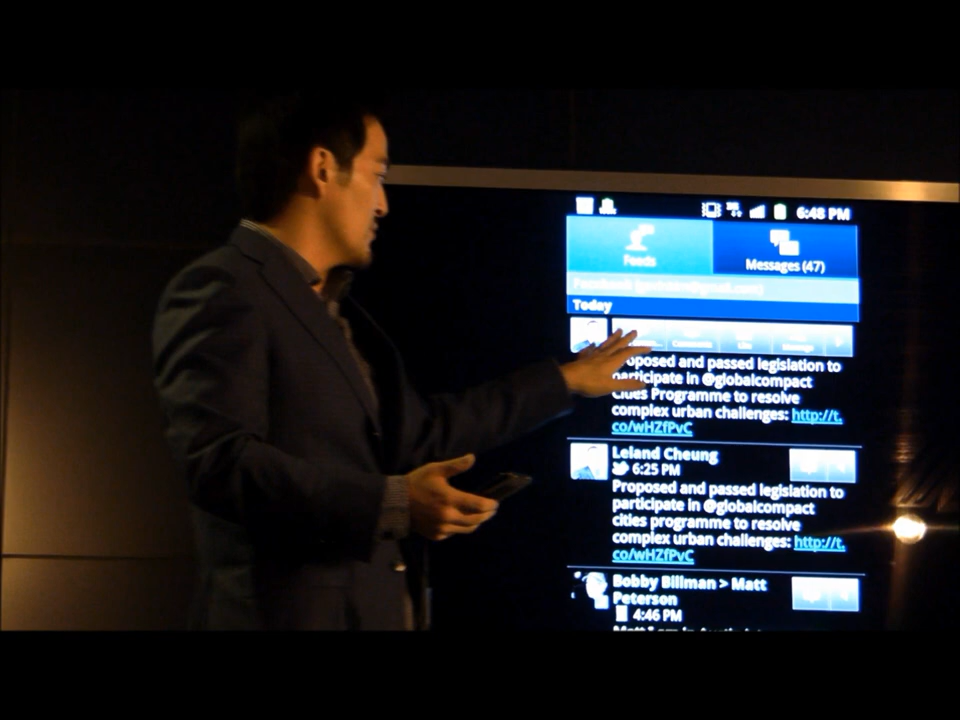 6:48 PM
Feeds
Messages (47)
Today
Comments
Like
Proposed and passed legislation to
participate in @globalcompact
Cities Programme to resolve
complex urban challenges: http://t.
co/wHZfPvC
Leland Cheung
6:25 PM
Proposed and passed legislation to
participate in @globalcompact
cities programme to resolve
complex urban challenges: http://t.
co/wHZfPvC
Bobby Billman > Matt
Peterson
4:46 PM